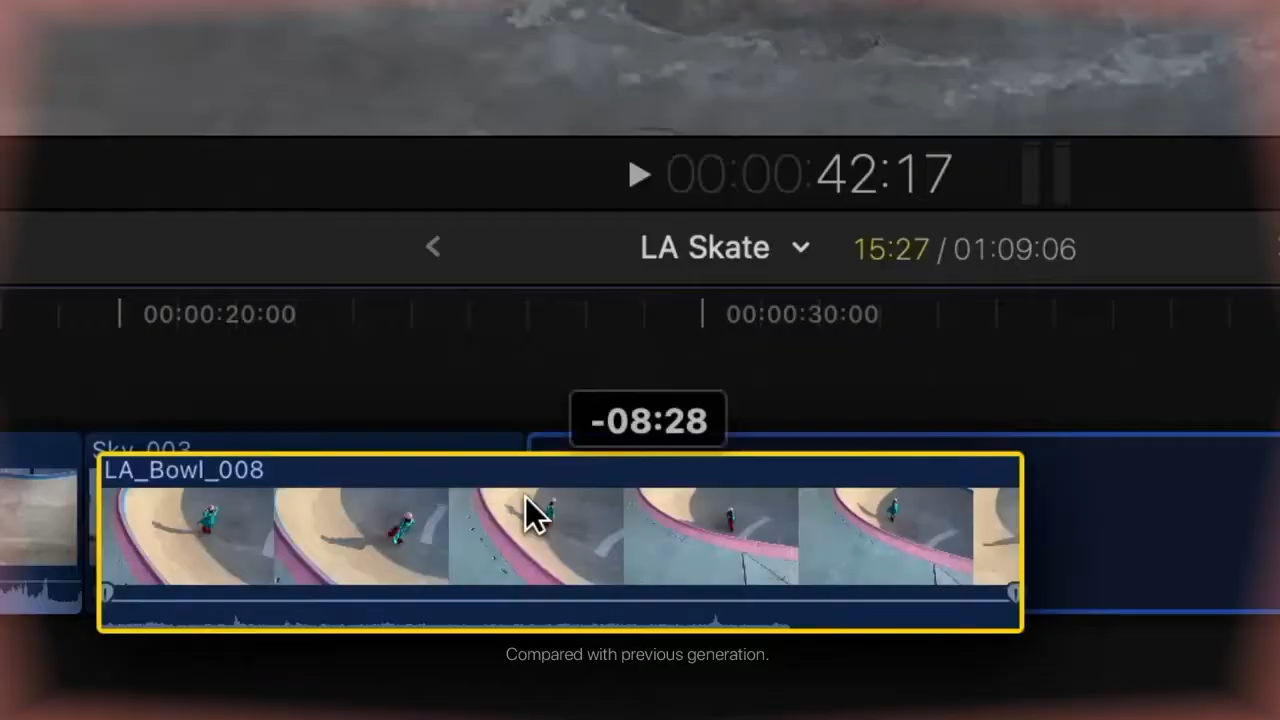 00:00:42:17
LA Skate 15:27 / 01:09:06
00:00:20:00 00:00:30:00
-08:28
Sky_003
LA_Bowl_008
Compared with previous generation.